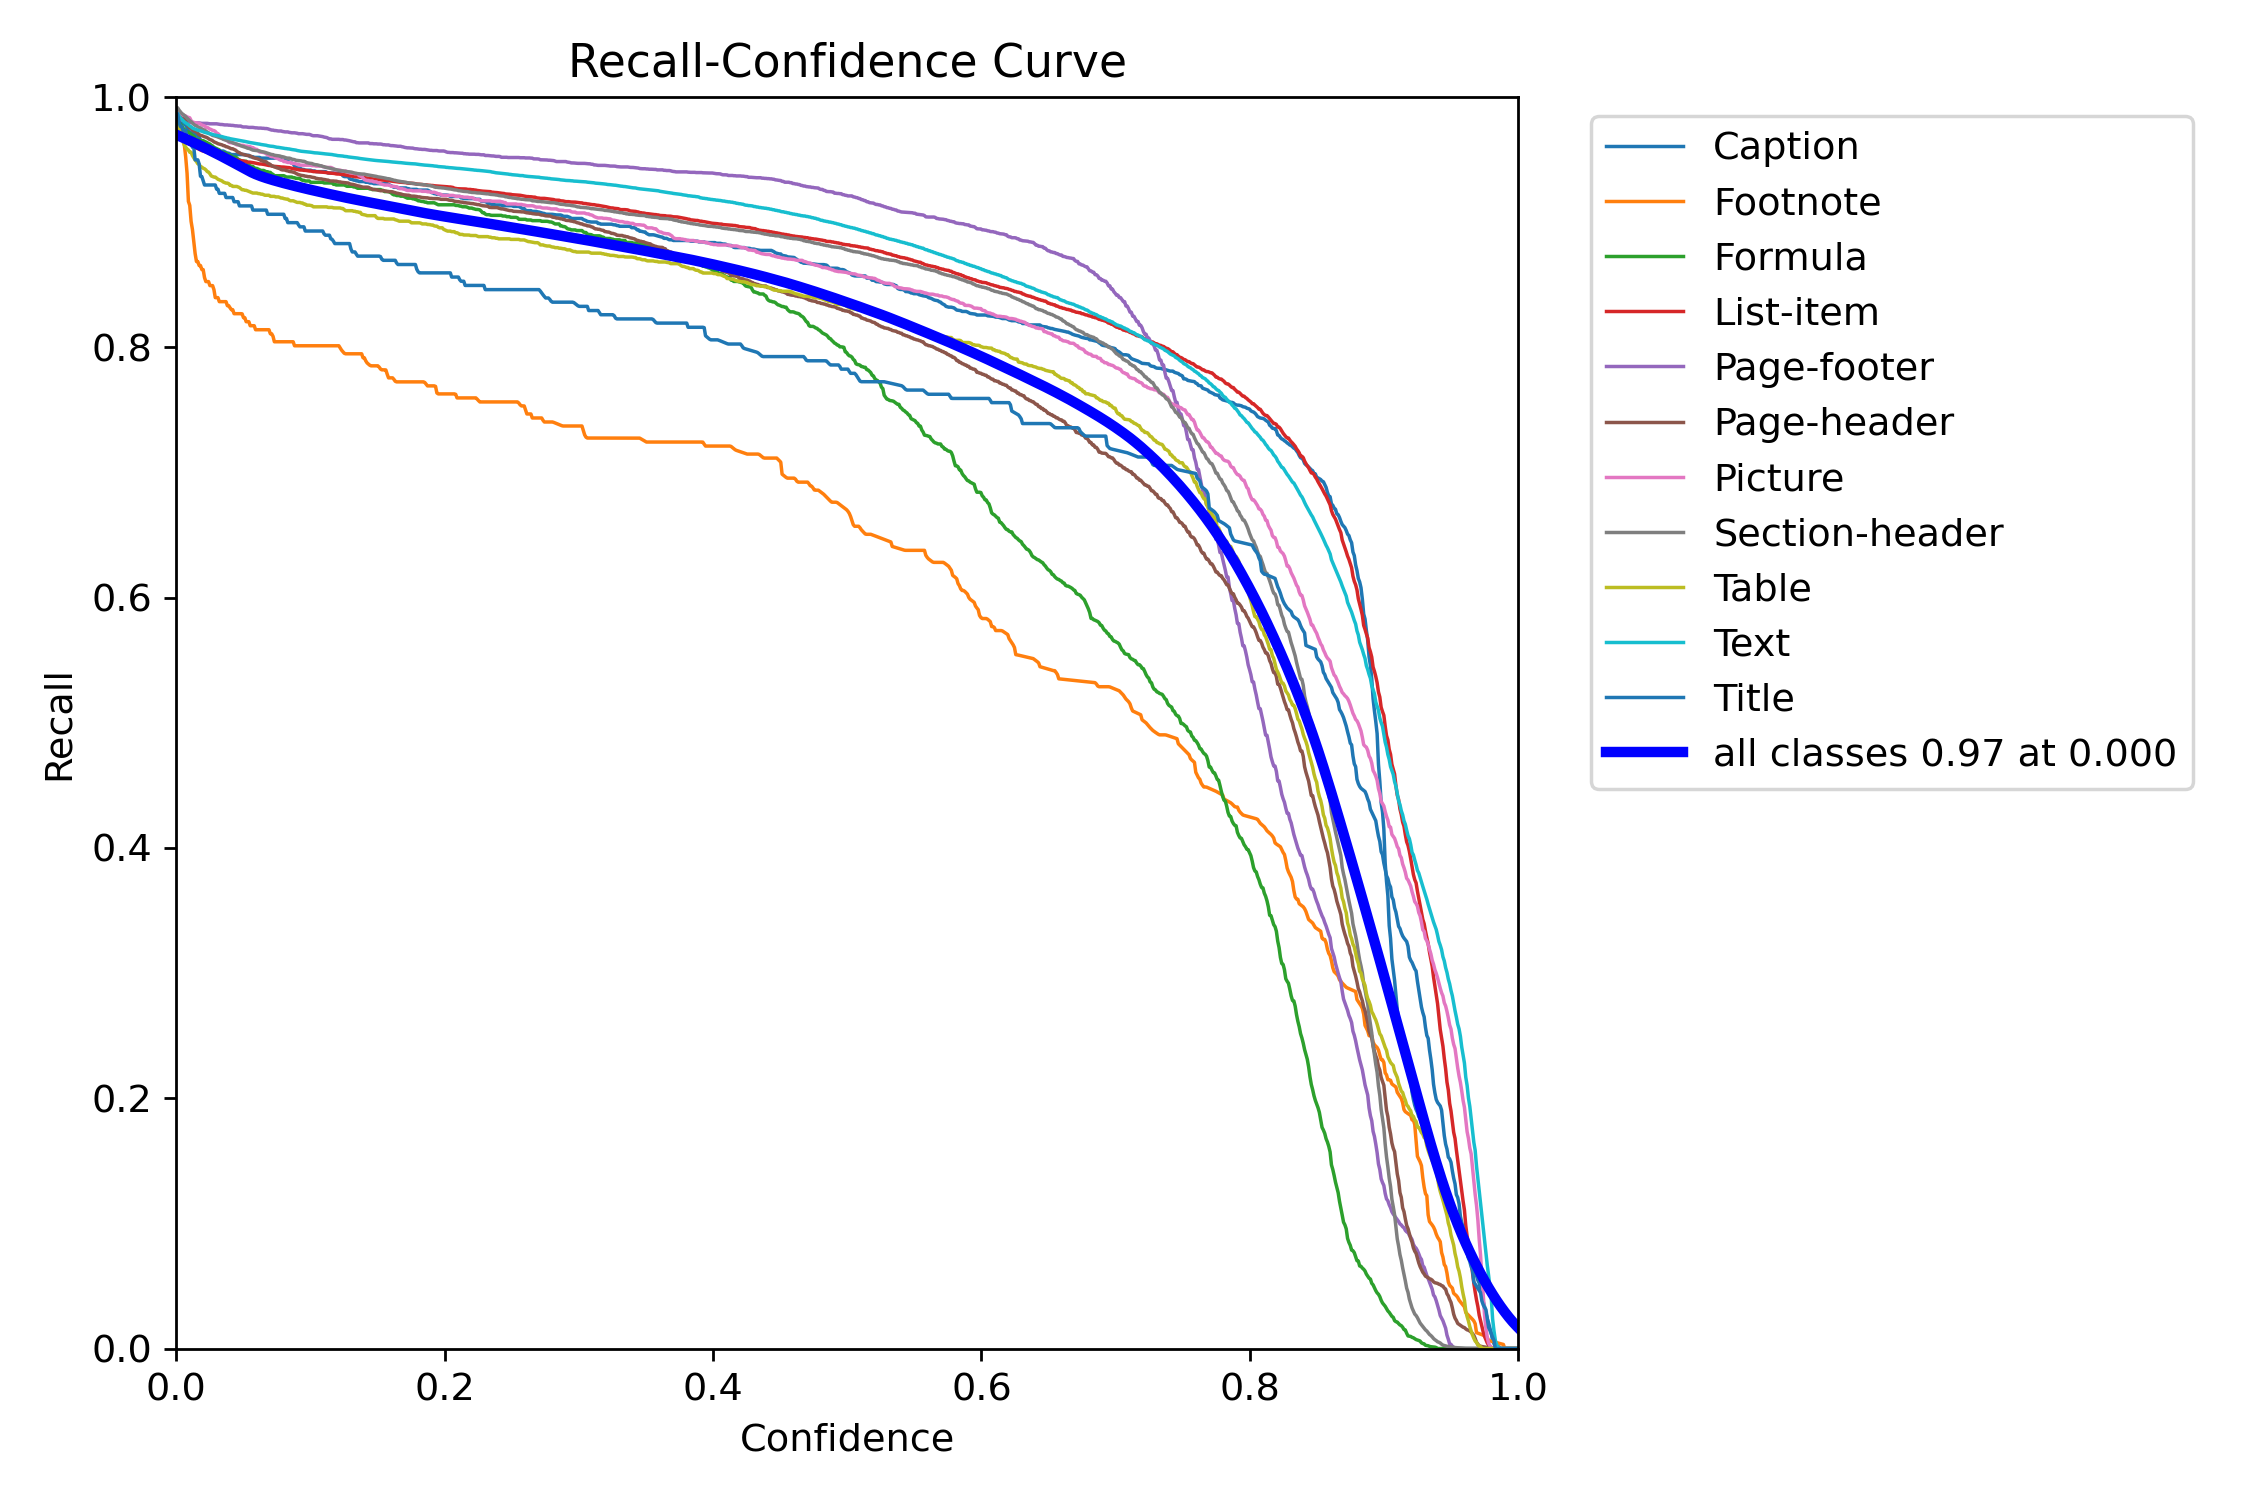 Recall-Confidence Curve
1.0
0.8
0.6
0.4
0.2
0.0
Recall
0.0 0.2 0.4 0.6 0.8 1.0
Confidence
Caption
Footnote
Formula
List-item
Page-footer
Page-header
Picture
Section-header
Table
Text
Title
all classes 0.97 at 0.000